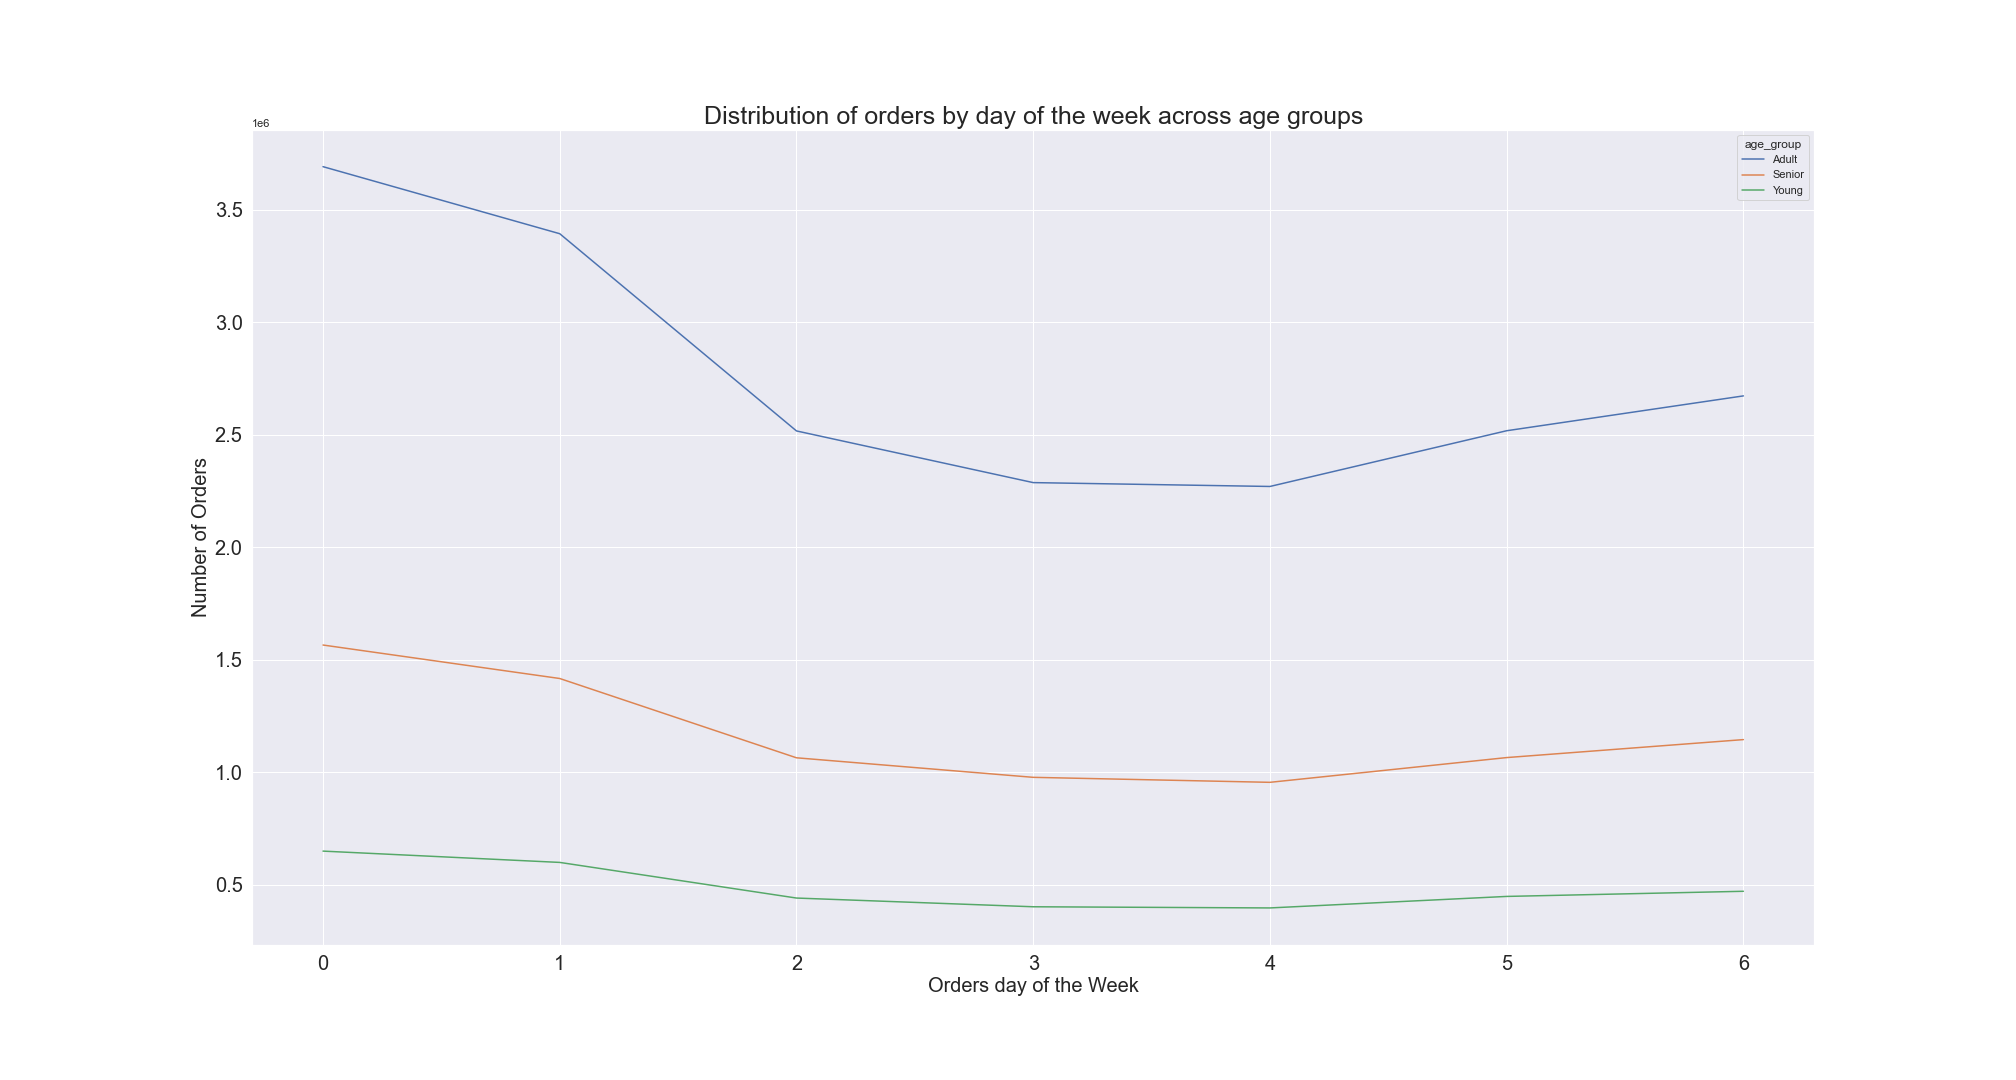 Distribution of orders by day of the week across age groups
1e6
age_group
Adult
Senior
Young
3.5
3.0
2.5
2.0
1.5
1.0
0.5
Number of Orders
0 1 2 3 4 5 6
Orders day of the Week